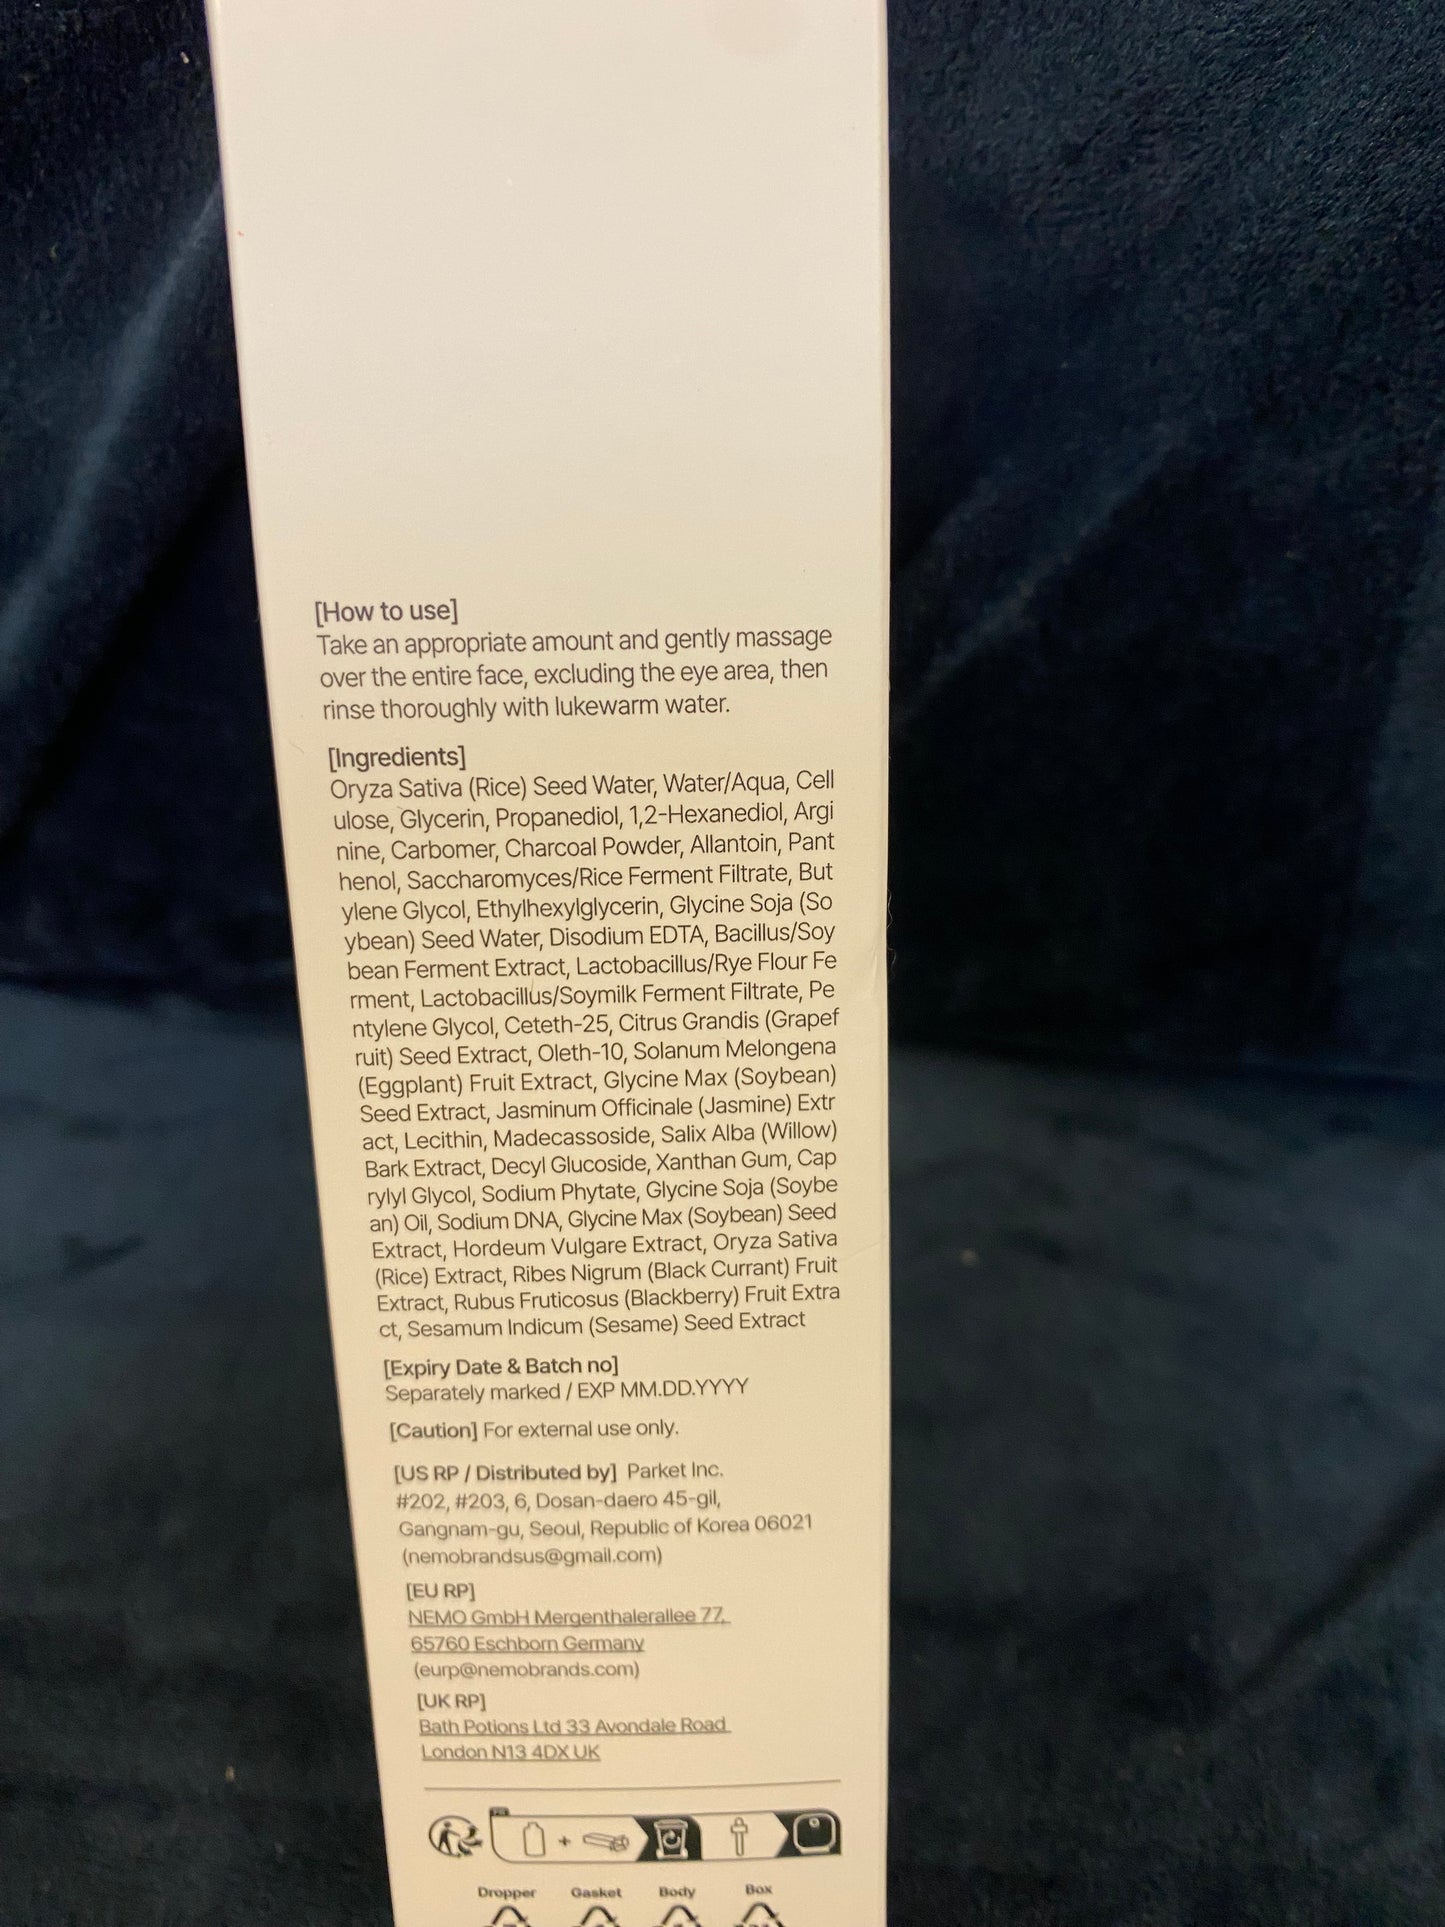 [How to use]
Take an appropriate amount and gently massage
over the entire face, excluding the eye area, then
rinse thoroughly with lukewarm water.
[Ingredients]
Oryza Sativa (Rice) Seed Water, Water/Aqua, Cell
ulose, Glycerin, Propanediol, 1,2-Hexanediol, Argi
nine, Carbomer, Charcoal Powder, Allantoin, Pant
henol, Saccharomyces/Rice Ferment Filtrate, But
ylene Glycol, Ethylhexylglycerin, Glycine Soja (So
ybean) Seed Water, Disodium EDTA, Bacillus/Soy
bean Ferment Extract, Lactobacillus/Rye Flour Fe
rment, Lactobacillus/Soymilk Ferment Filtrate, Pe
ntylene Glycol, Ceteth-25, Citrus Grandis (Grapef
ruit) Seed Extract, Oleth-10, Solanum Melongena
(Eggplant) Fruit Extract, Glycine Max (Soybean)
Seed Extract, Jasminum Officinale (Jasmine) Extr
act, Lecithin, Madecassoside, Salix Alba (Willow)
Bark Extract, Decyl Glucoside, Xanthan Gum, Cap
rylyl Glycol, Sodium Phytate, Glycine Soja (Soybe
an) Oil, Sodium DNA, Glycine Max (Soybean) Seed
Extract, Hordeum Vulgare Extract, Oryza Sativa
(Rice) Extract, Ribes Nigrum (Black Currant) Fruit
Extract, Rubus Fruticosus (Blackberry) Fruit Extra
ct, Sesamum Indicum (Sesame) Seed Extract
[Expiry Date & Batch no]
Separately marked / EXP MM.DD.YYYY
[Caution] For external use only.
[US RP / Distributed by] Parket Inc.
#202, #203, 6, Dosan-daero 45-gil,
Gangnam-gu, Seoul, Republic of Korea 06021
(nemobrandsus@gmail.com)
[EU RP]
NEMO GmbH Mergenthalerallee 77,
65760 Eschborn Germany
(eurp@nemobrands.com)
[UK RP]
Bath Potions Ltd 33 Avondale Road
London N13 4DX UK
FR
+
Dropper Gasket Body Box